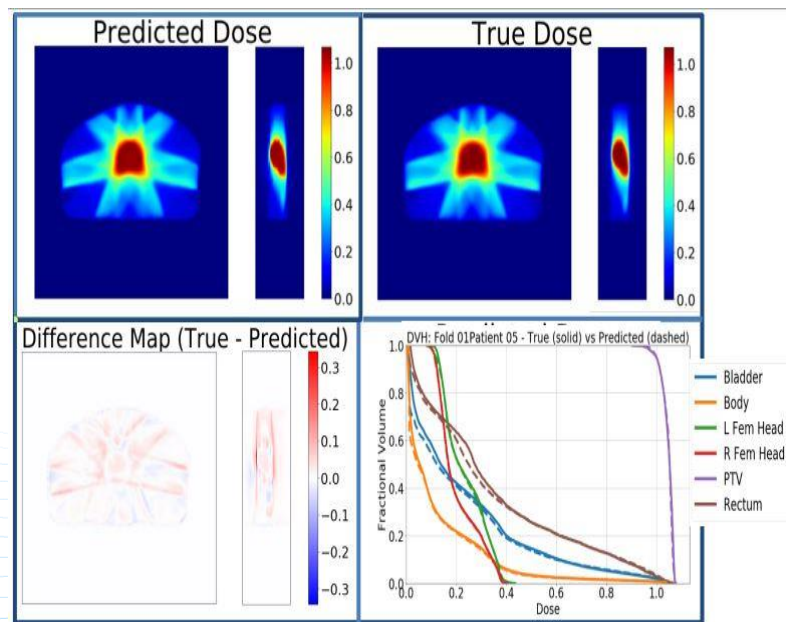 Predicted Dose
1.0
0.8
0.6
0.4
0.2
0.0
True Dose
1.0
0.8
0.6
0.4
0.2
0.0
Difference Map (True - Predicted)
0.3
0.2
0.1
0.0
−0.1
−0.2
−0.3
DVH: Fold 01Patient 05 - True (solid) vs Predicted (dashed)
Fractional Volume
1.0
0.8
0.6
0.4
0.2
0.0
0.0 0.2 0.4 0.6 0.8 1.0
Dose
Bladder
Body
L Fem Head
R Fem Head
PTV
Rectum